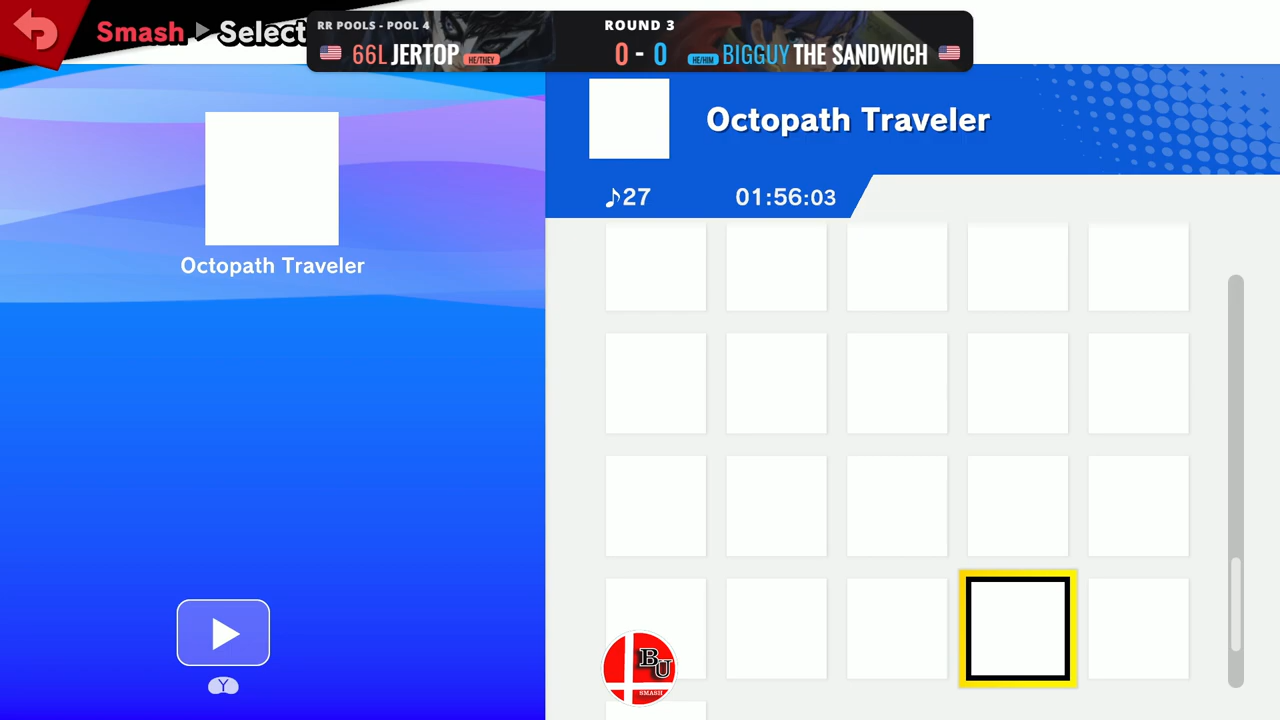 Smash ▶ Select
RR POOLS - POOL 4
ROUND 3
66L JERTOP HE/THEY
0 - 0
HE/HIM BIGGUY THE SANDWICH
Octopath Traveler
♪27 01:56:03
Octopath Traveler
Y
BU
SMASH